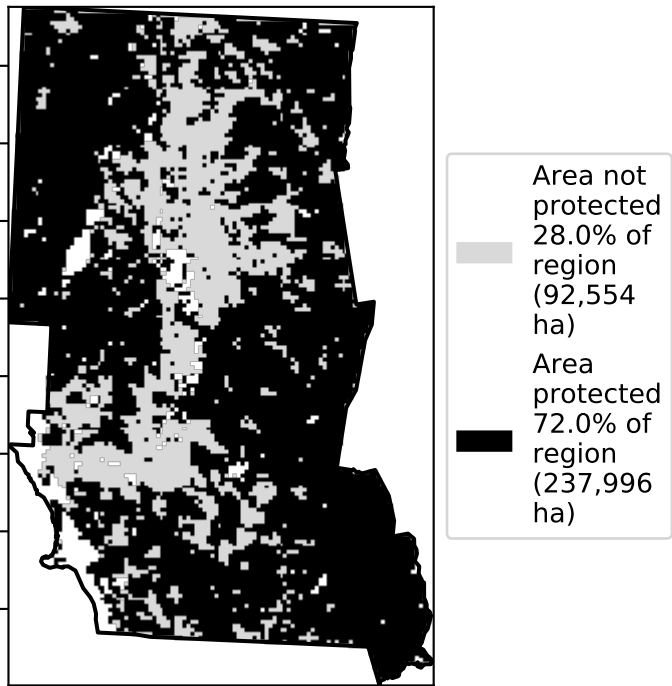 Area not
protected
28.0% of
region
(92,554
ha)
Area
protected
72.0% of
region
(237,996
ha)